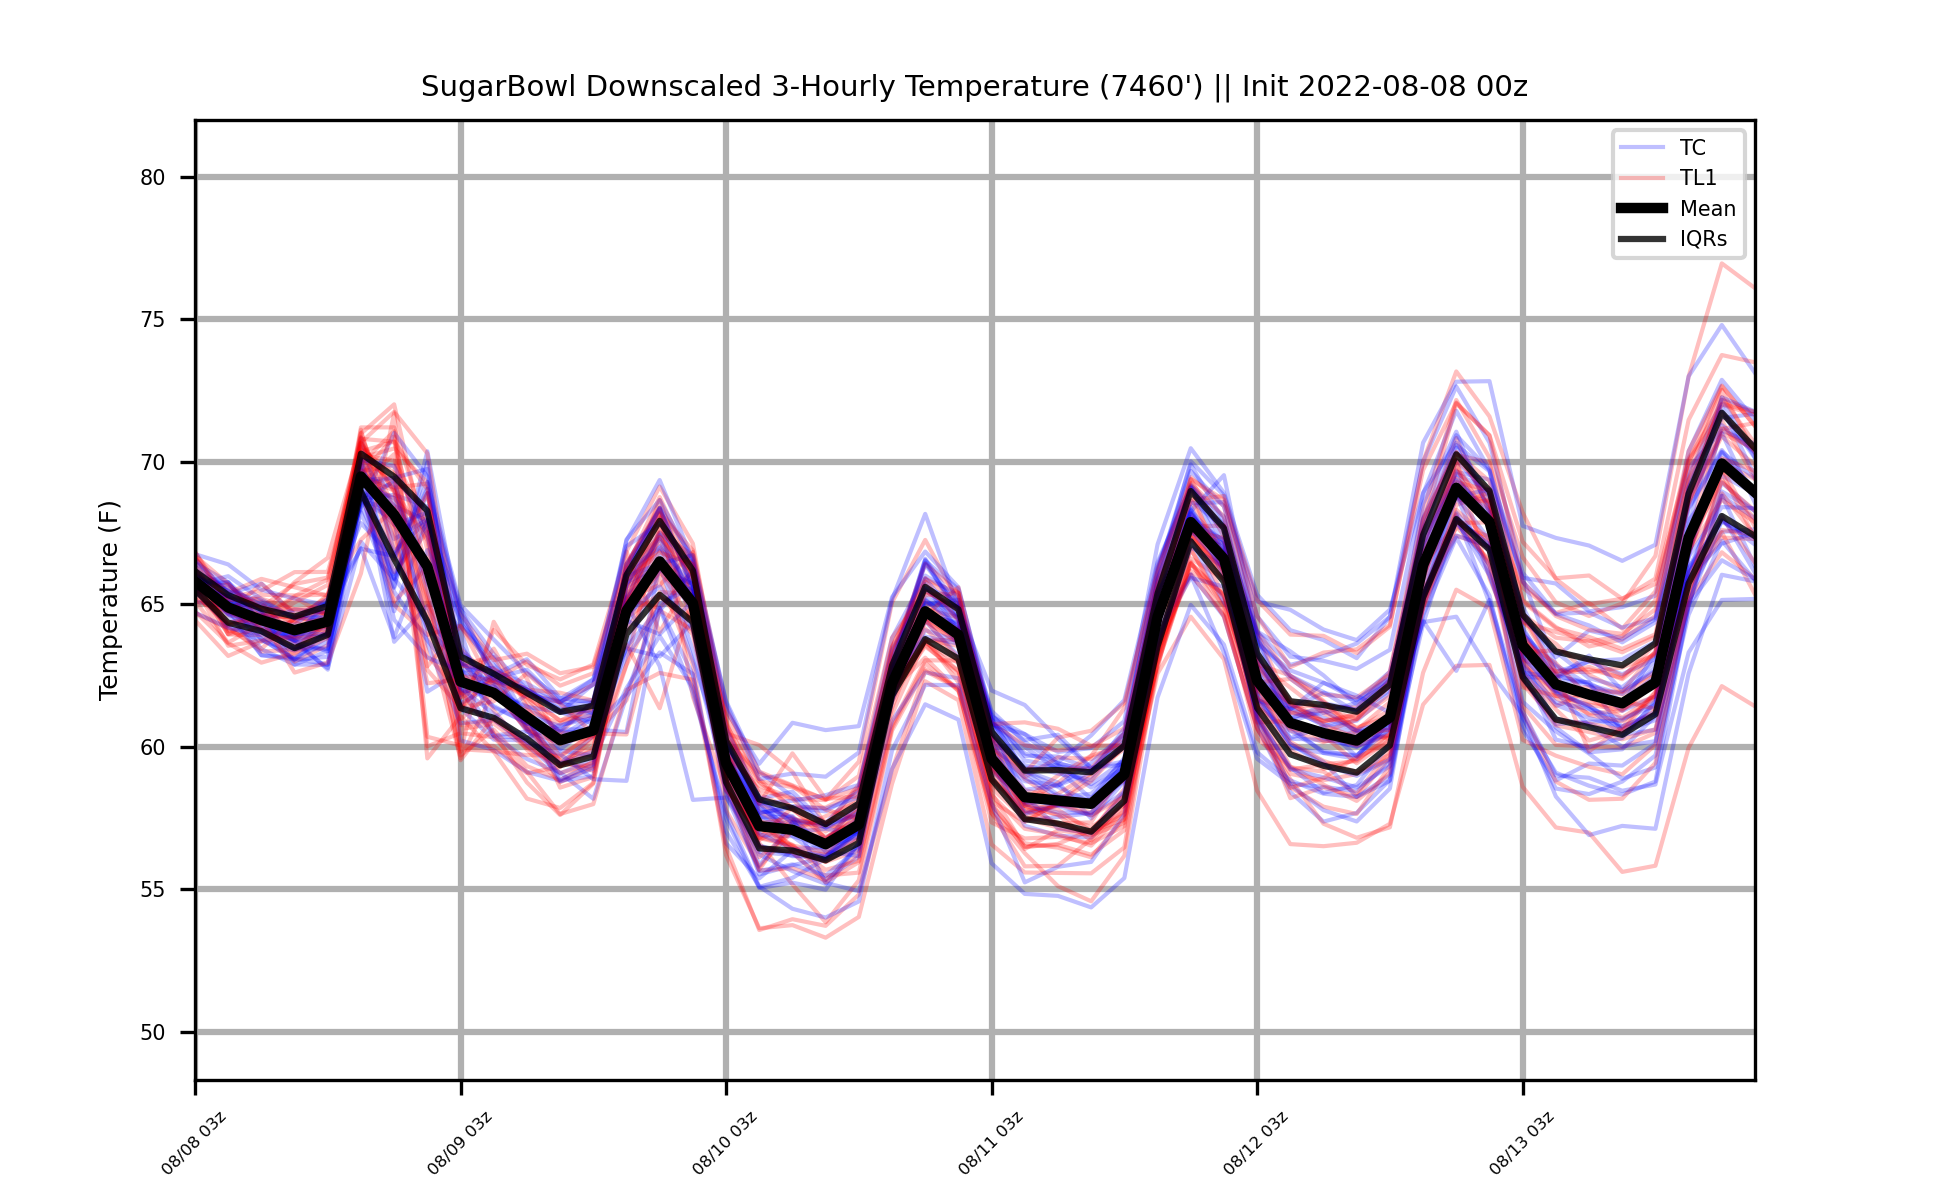 SugarBowl Downscaled 3-Hourly Temperature (7460') || Init 2022-08-08 00z
TC
TL1
Mean
IQRs
Temperature (F)
80
75
70
65
60
55
50
08/08 03z
08/09 03z
08/10 03z
08/11 03z
08/12 03z
08/13 03z